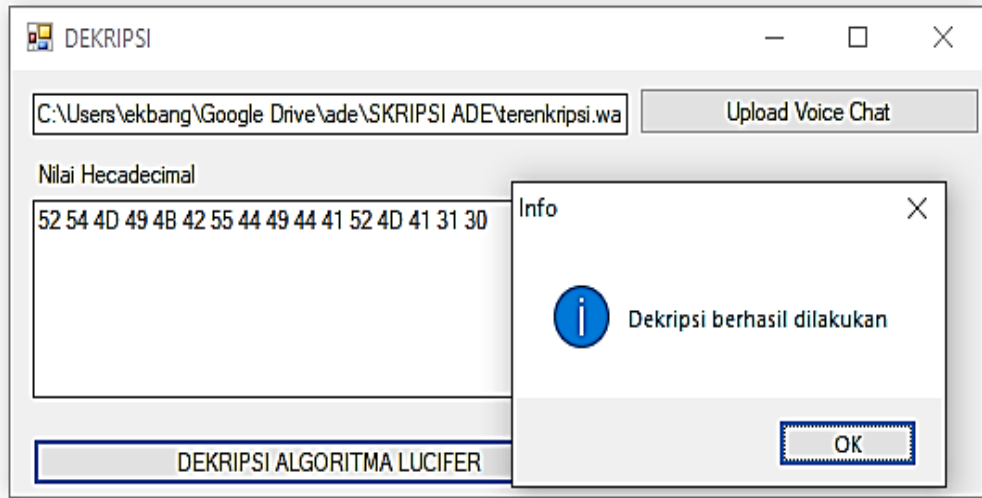 DEKRIPSI
C:\Users\ekbang\Google Drive\ade\SKRIPSI ADE\terenkripsi.wa
Upload Voice Chat
Nilai Hecadecimal
52 54 4D 49 4B 42 55 44 49 44 41 52 4D 41 31 30
Info
Dekripsi berhasil dilakukan
OK
DEKRIPSI ALGORITMA LUCIFER